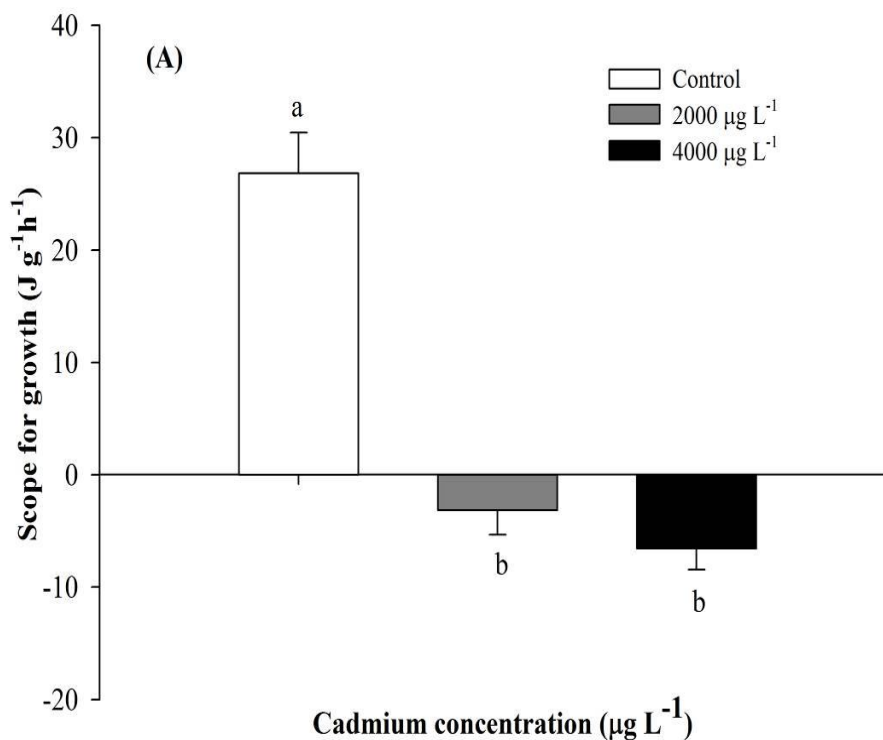 40
(A)
Control
2000 μg L⁻¹
4000 μg L⁻¹
a
30
20
10
0
-10
-20
b
b
Scope for growth (J g⁻¹h⁻¹)
Cadmium concentration (μg L⁻¹)